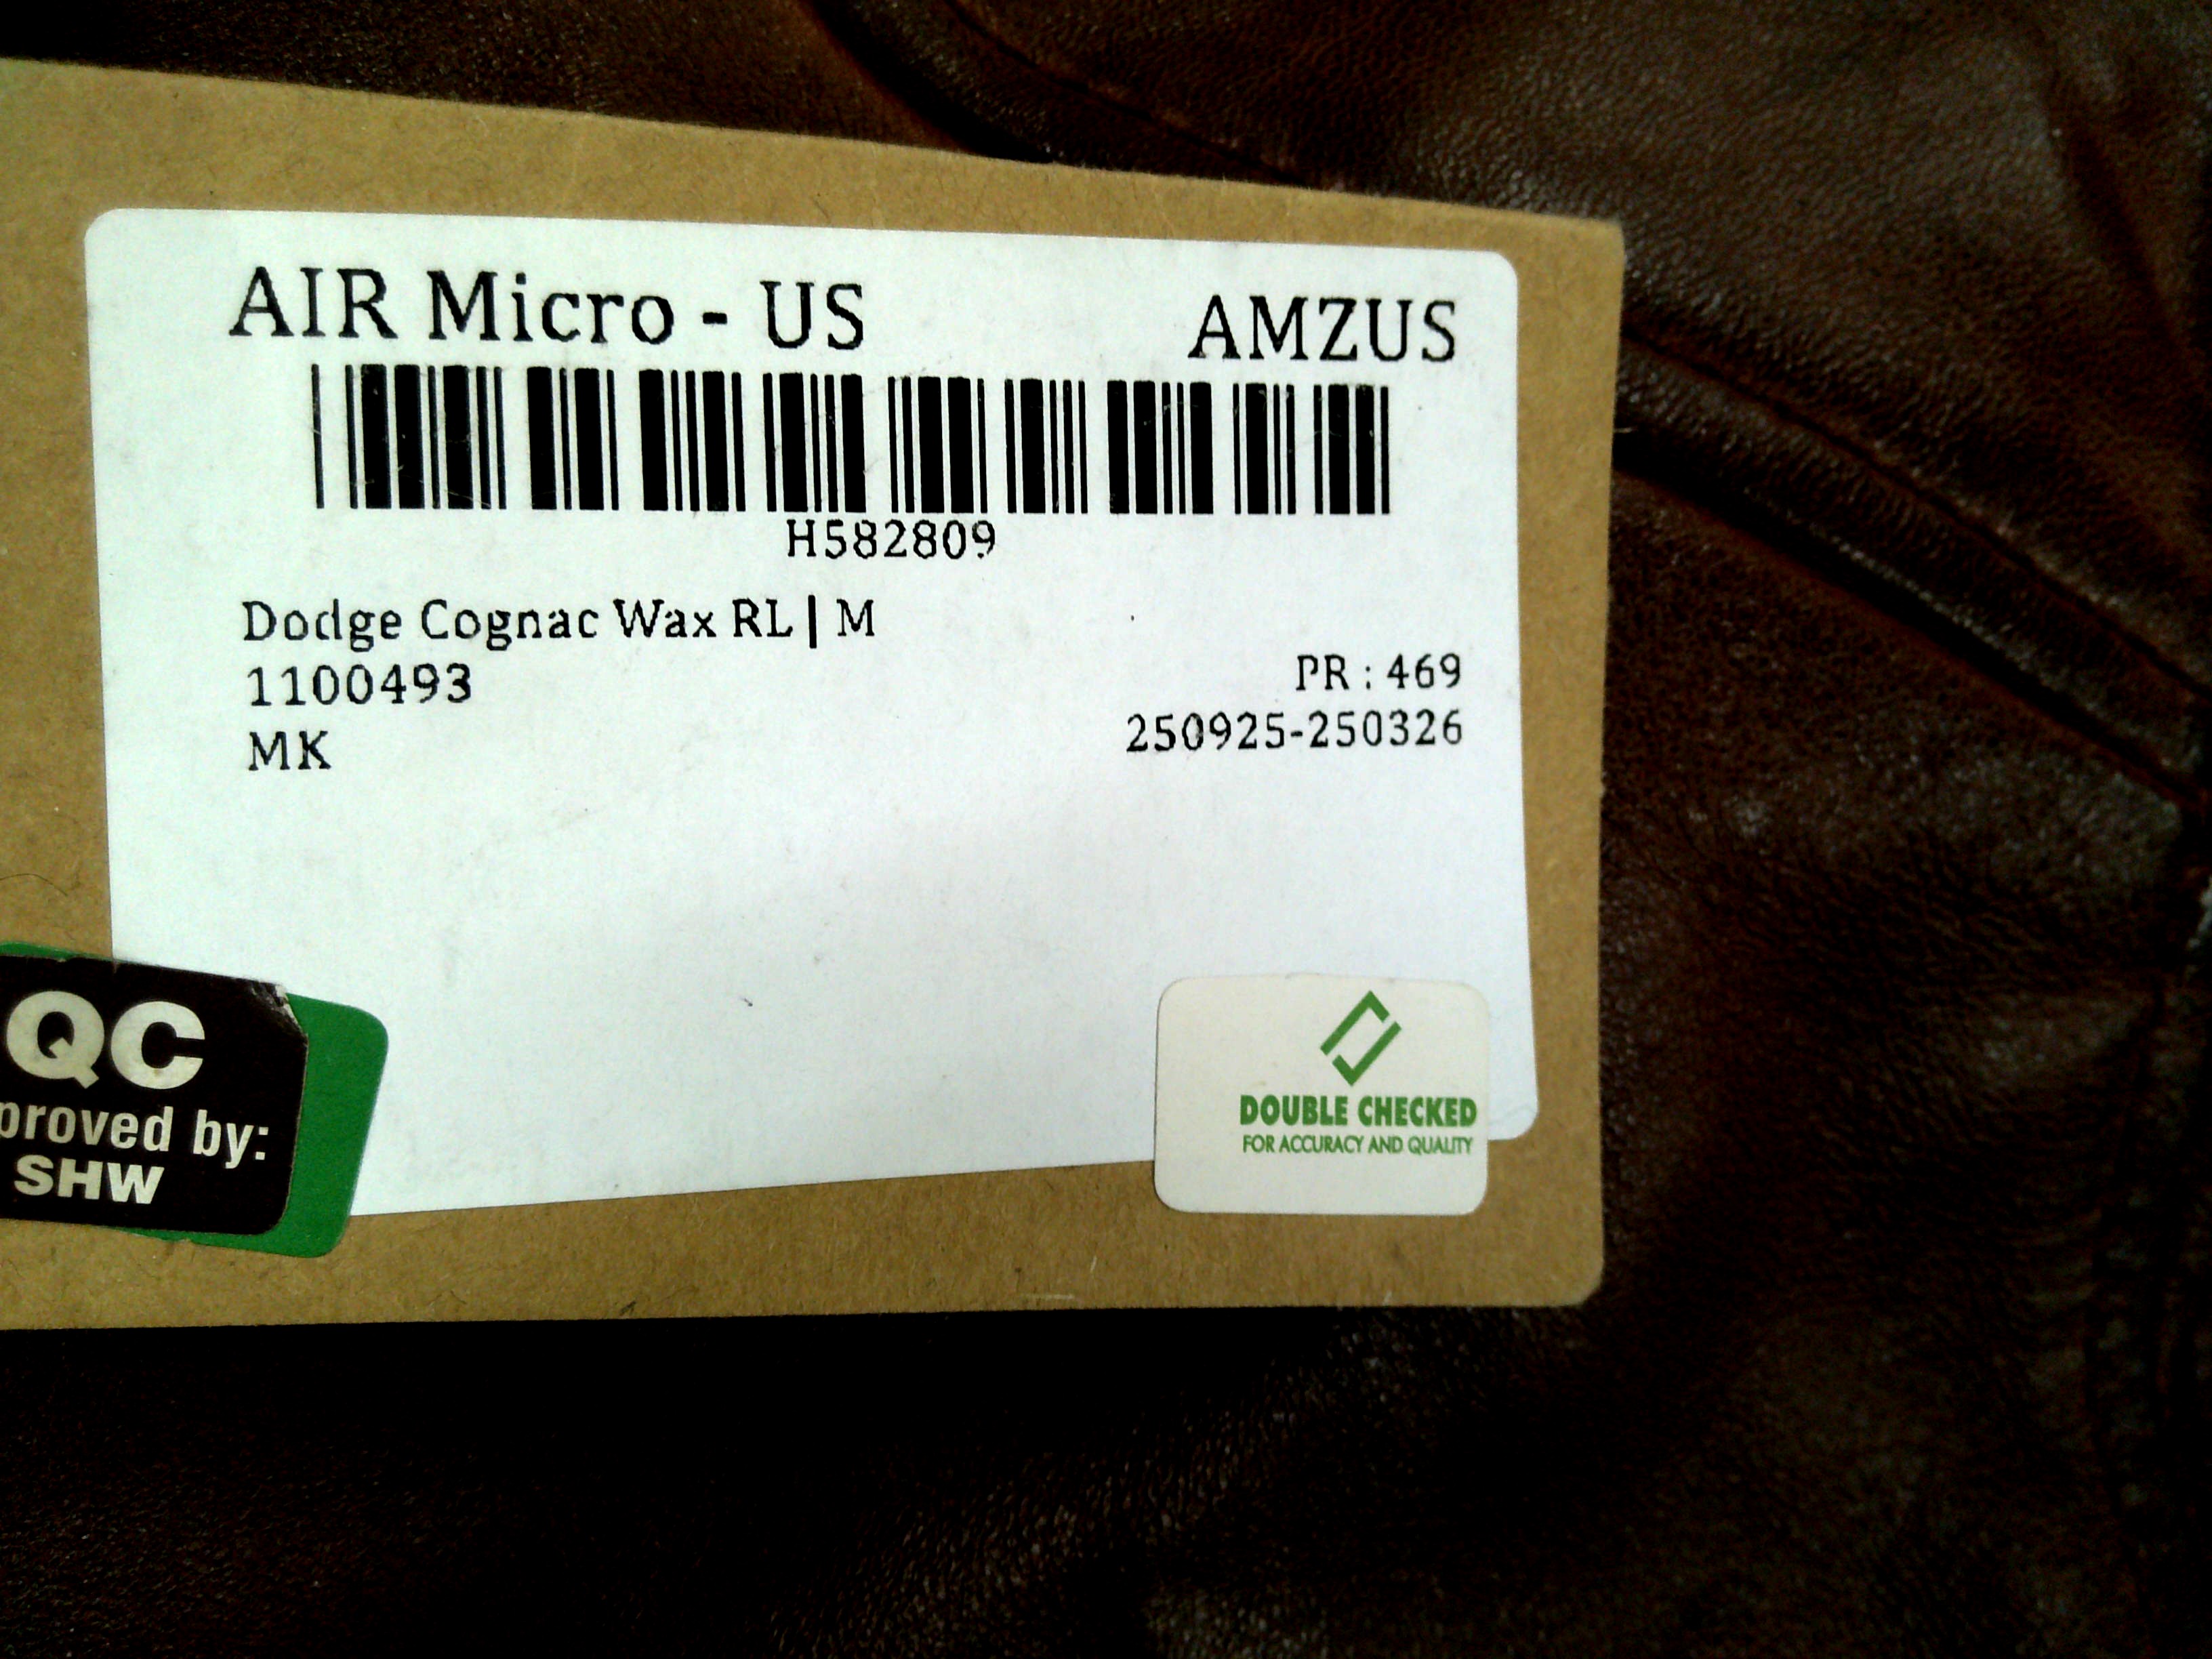 AIR Micro - US AMZUS
H582809
Dodge Cognac Wax RL | M
1100493
PR : 469
MK
250925-250326
QC
proved by:
SHW
DOUBLE CHECKED
FOR ACCURACY AND QUALITY